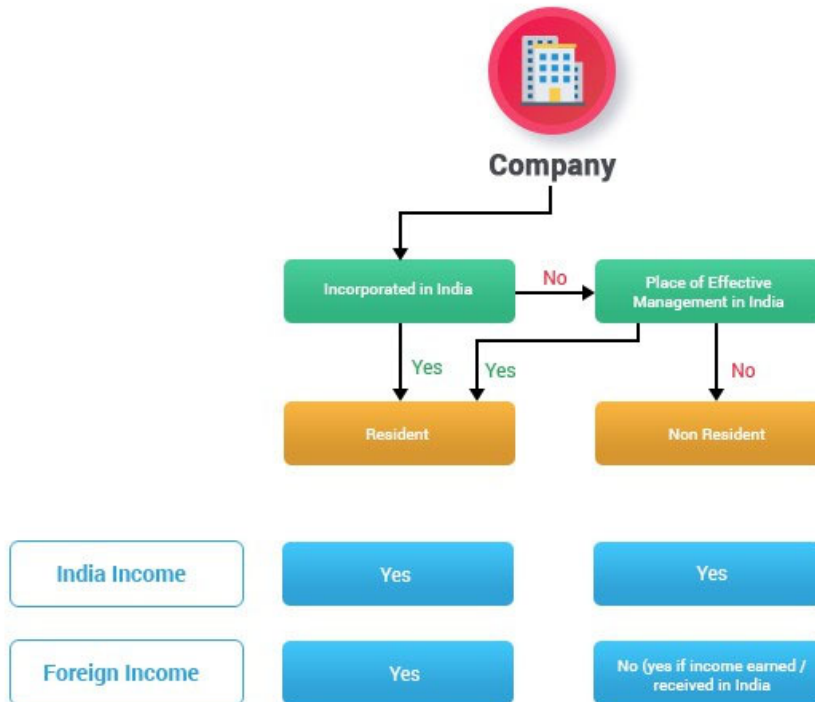 Company
Incorporated in India
No
Place of Effective
Management in India
Yes
Yes
No
Resident
Non Resident
India Income
Yes
Yes
Foreign Income
Yes
No (yes if income earned /
received in India